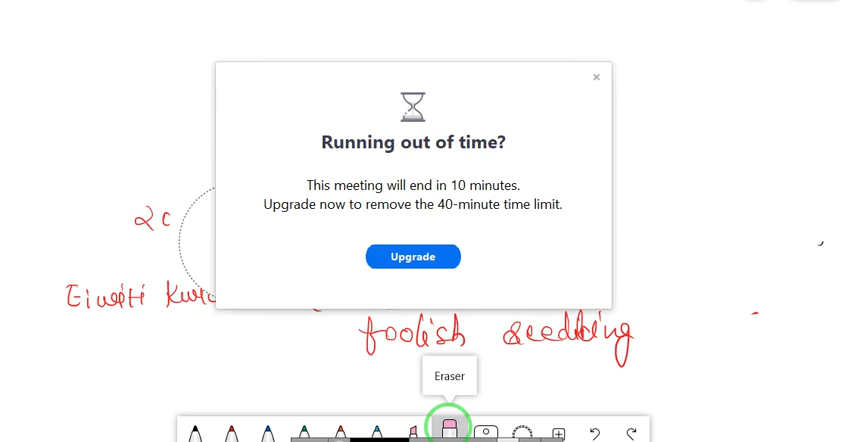 Running out of time?
This meeting will end in 10 minutes.
Upgrade now to remove the 40-minute time limit.
Upgrade
foolish
Eraser